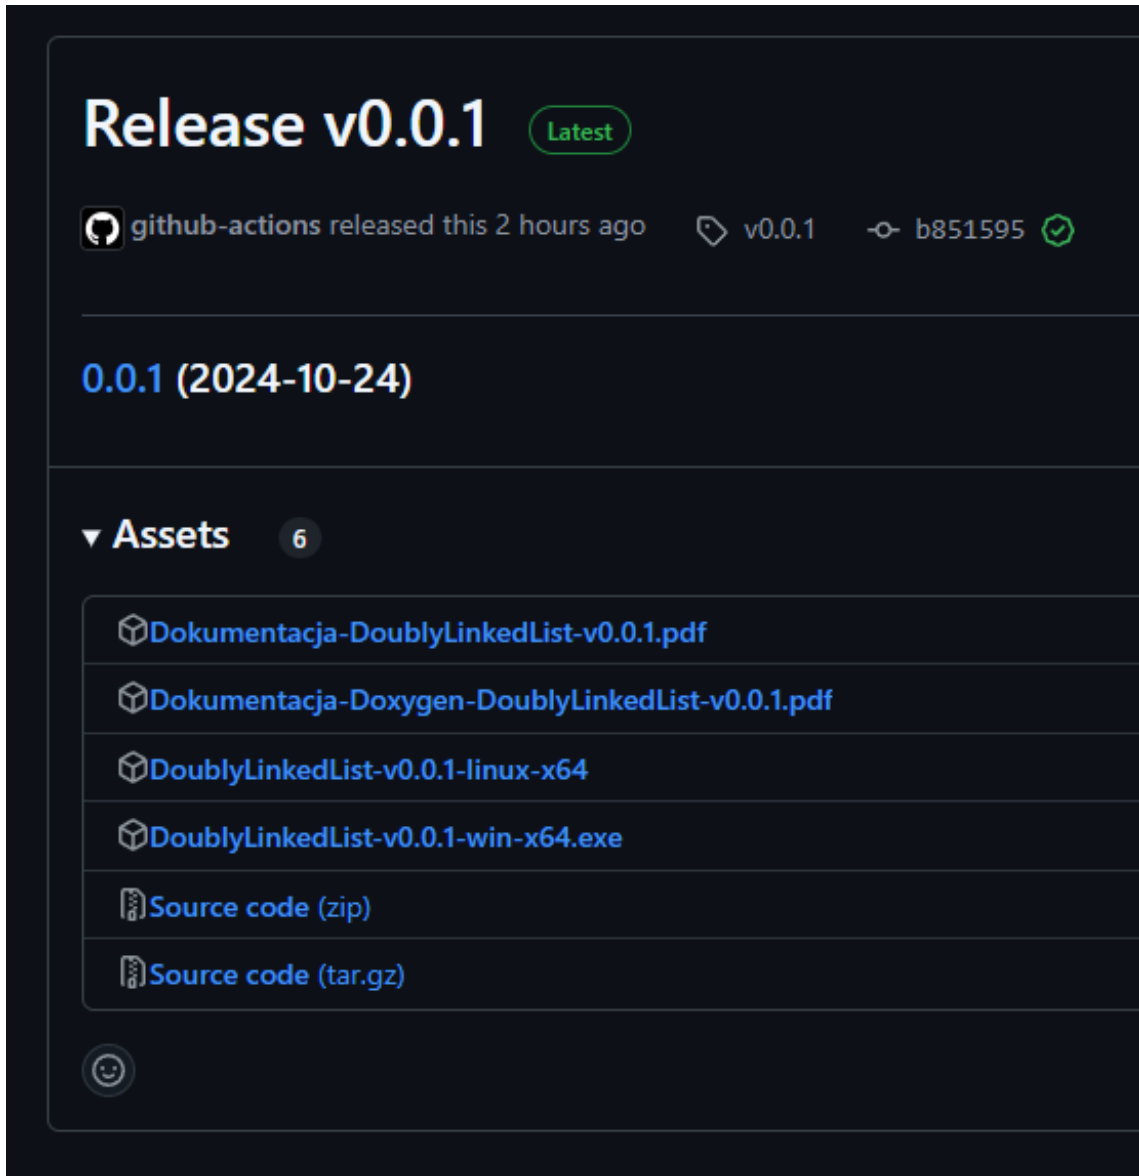 Release v0.0.1 Latest
github-actions released this 2 hours ago v0.0.1 b851595
0.0.1 (2024-10-24)
Assets 6
Dokumentacja-DoublyLinkedList-v0.0.1.pdf
Dokumentacja-Doxygen-DoublyLinkedList-v0.0.1.pdf
DoublyLinkedList-v0.0.1-linux-x64
DoublyLinkedList-v0.0.1-win-x64.exe
Source code (zip)
Source code (tar.gz)